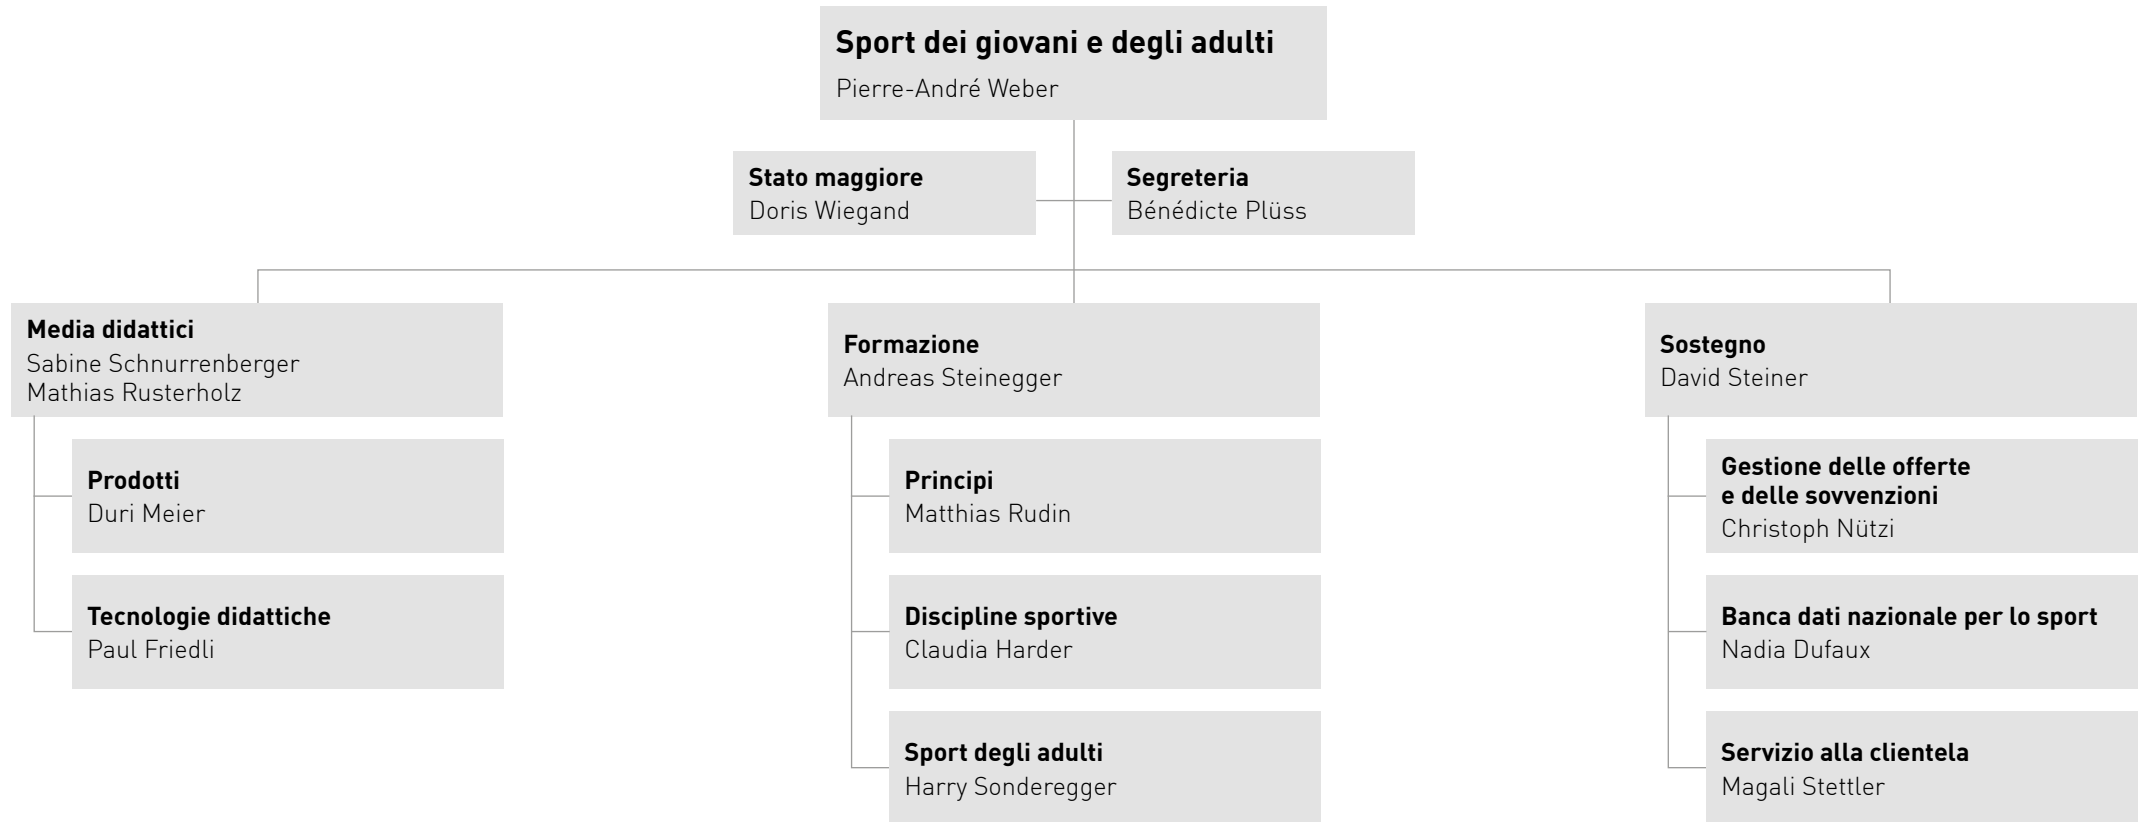 Sport dei giovani e degli adulti
Pierre-André Weber
Stato maggiore
Doris Wiegand
Segreteria
Bénédicte Plüss
Media didattici
Sabine Schnurrenberger
Mathias Rusterholz
Prodotti
Duri Meier
Tecnologie didattiche
Paul Friedli
Formazione
Andreas Steinegger
Principi
Matthias Rudin
Discipline sportive
Claudia Harder
Sport degli adulti
Harry Sonderegger
Sostegno
David Steiner
Gestione delle offerte
e delle sovvenzioni
Christoph Nützi
Banca dati nazionale per lo sport
Nadia Dufaux
Servizio alla clientela
Magali Stettler